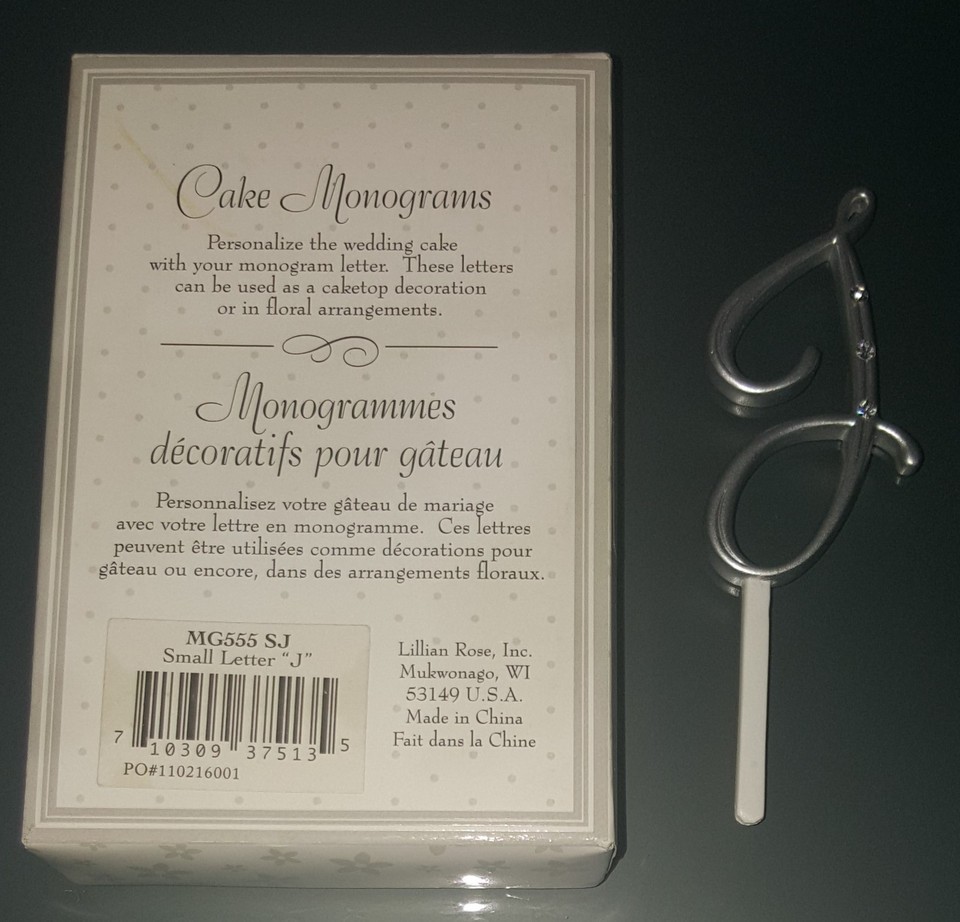 Cake Monograms
Personalize the wedding cake
with your monogram letter. These letters
can be used as a caketop decoration
or in floral arrangements.
Monogrammes
décoratifs pour gâteau
Personnalisez votre gâteau de mariage
avec votre lettre en monogramme. Ces lettres
peuvent être utilisées comme décorations pour
gâteau ou encore, dans des arrangements floraux.
MG555 SJ
Small Letter "J"
7 10309 37513 5
PO#110216001
Lillian Rose, Inc.
Mukwonago, WI
53149 U.S.A.
Made in China
Fait dans la Chine
J